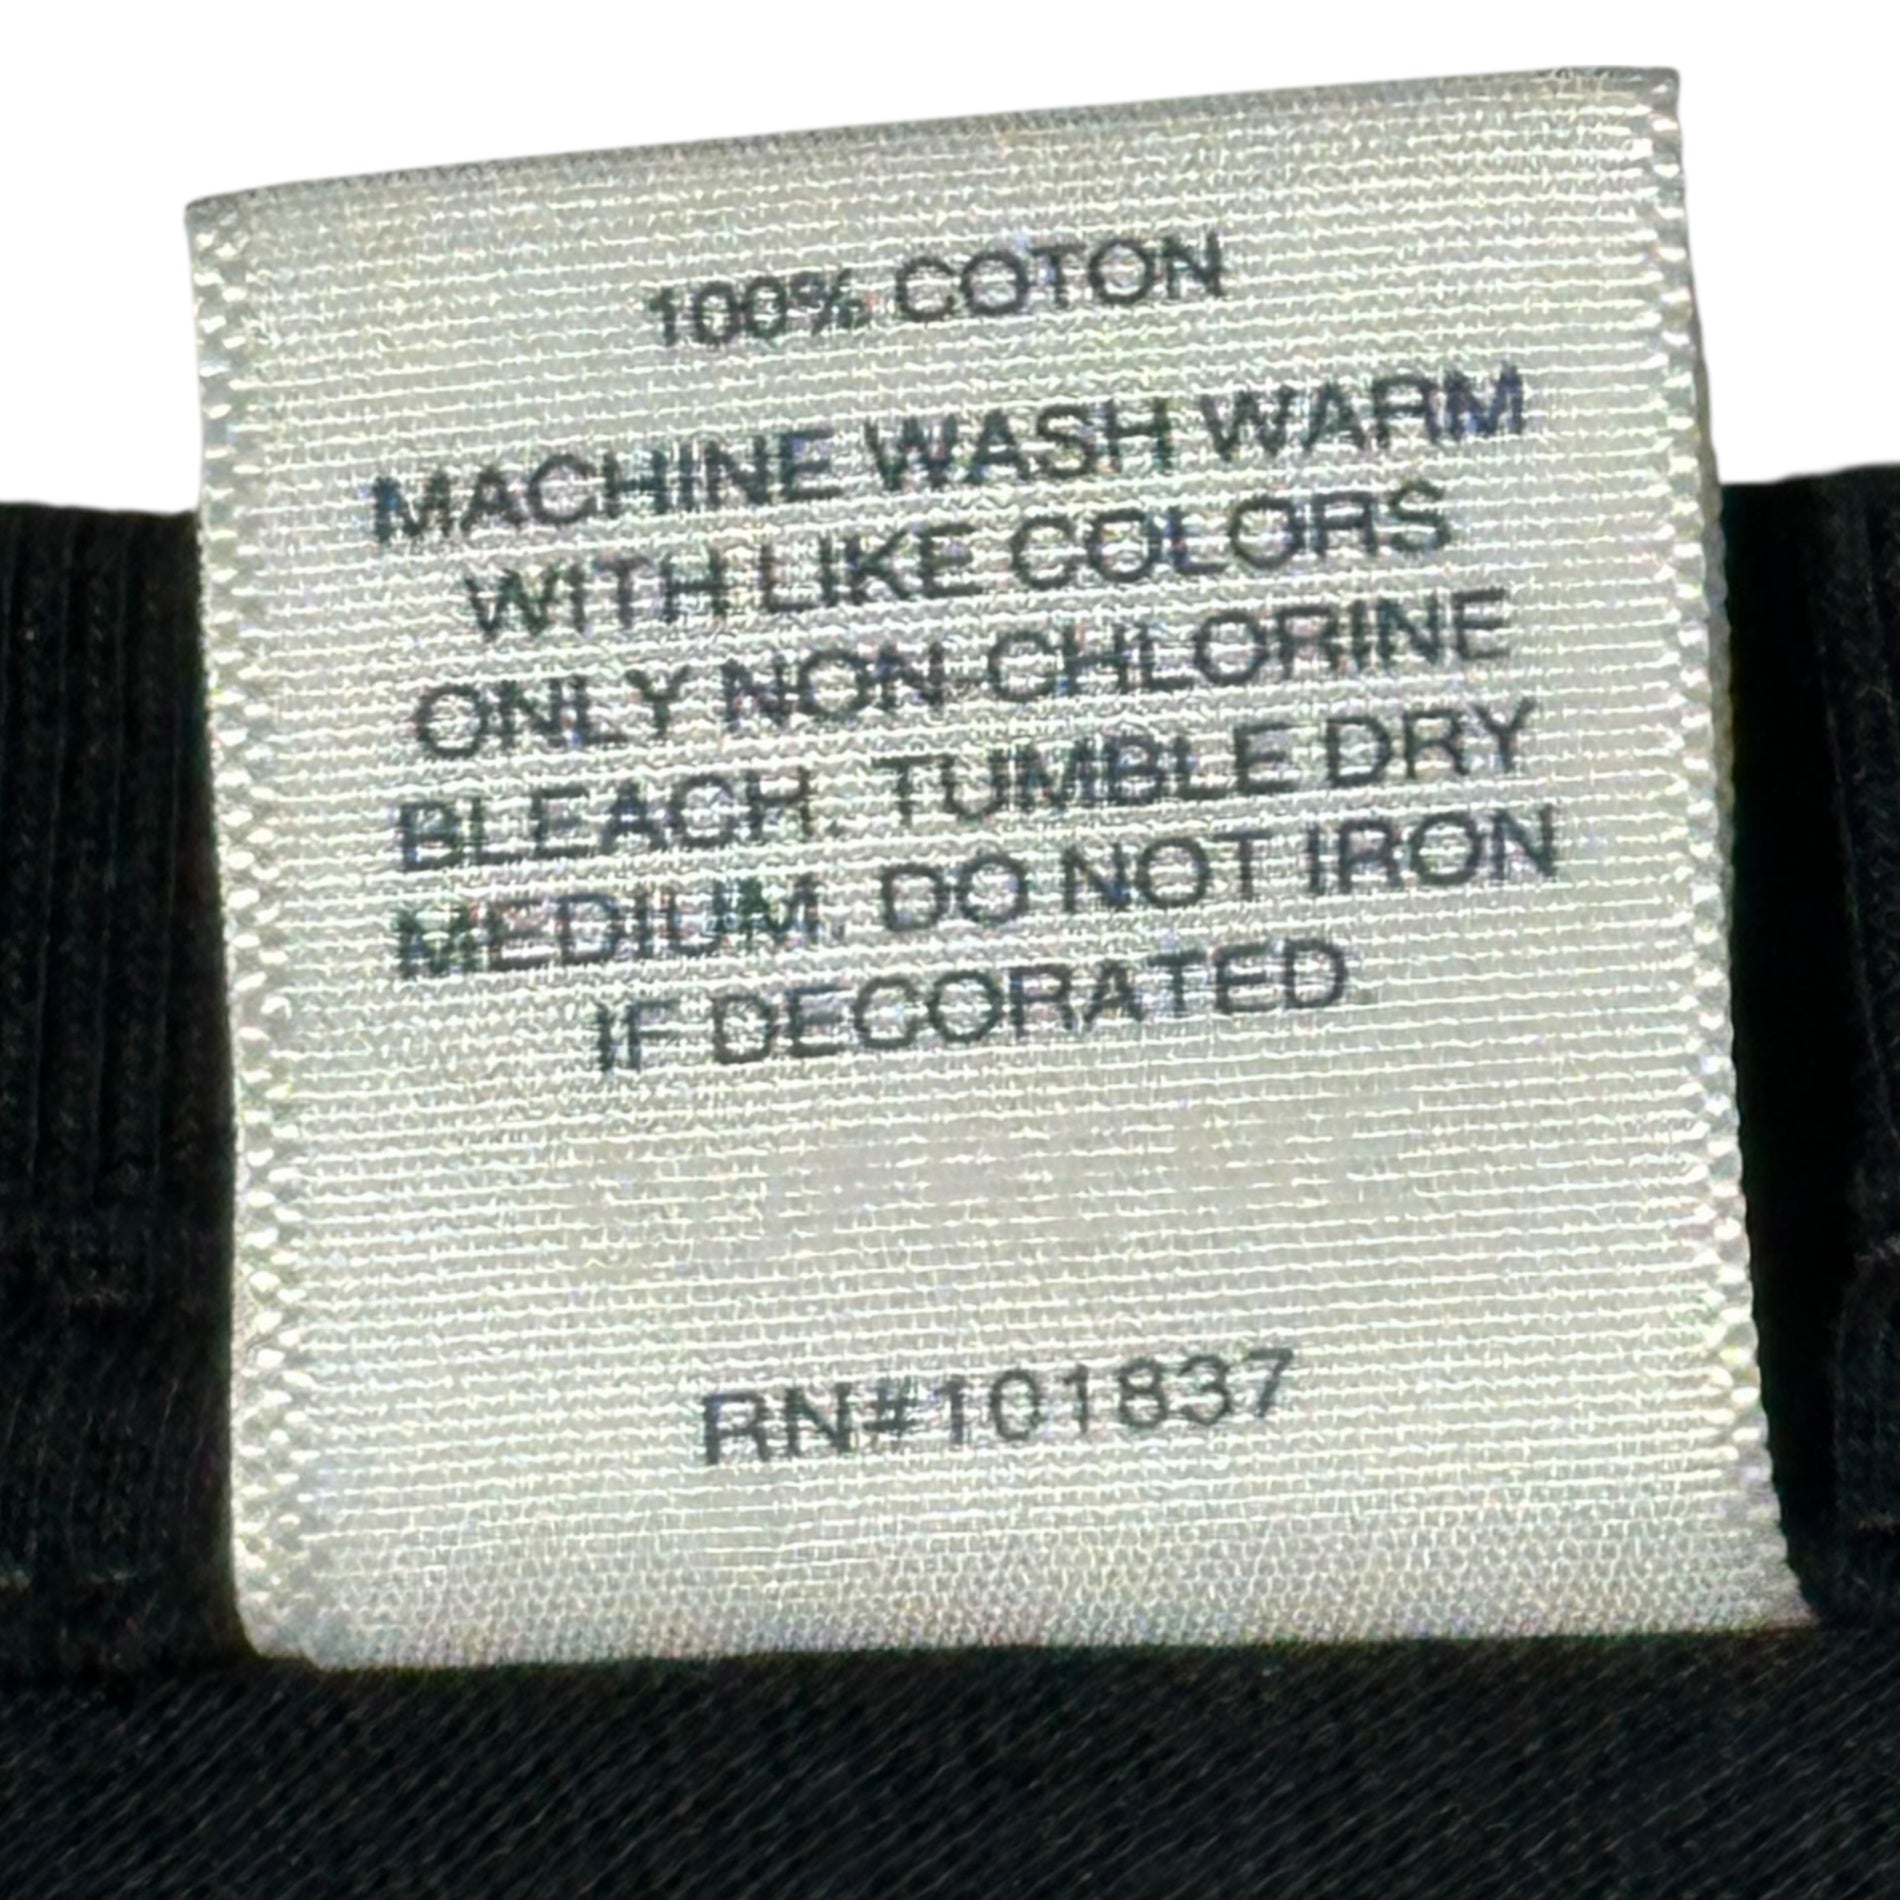 100% COTON
MACHINE WASH WARM
WITH LIKE COLORS
ONLY NON-CHLORINE
BLEACH. TUMBLE DRY
MEDIUM. DO NOT IRON
IF DECORATED
RN#101837